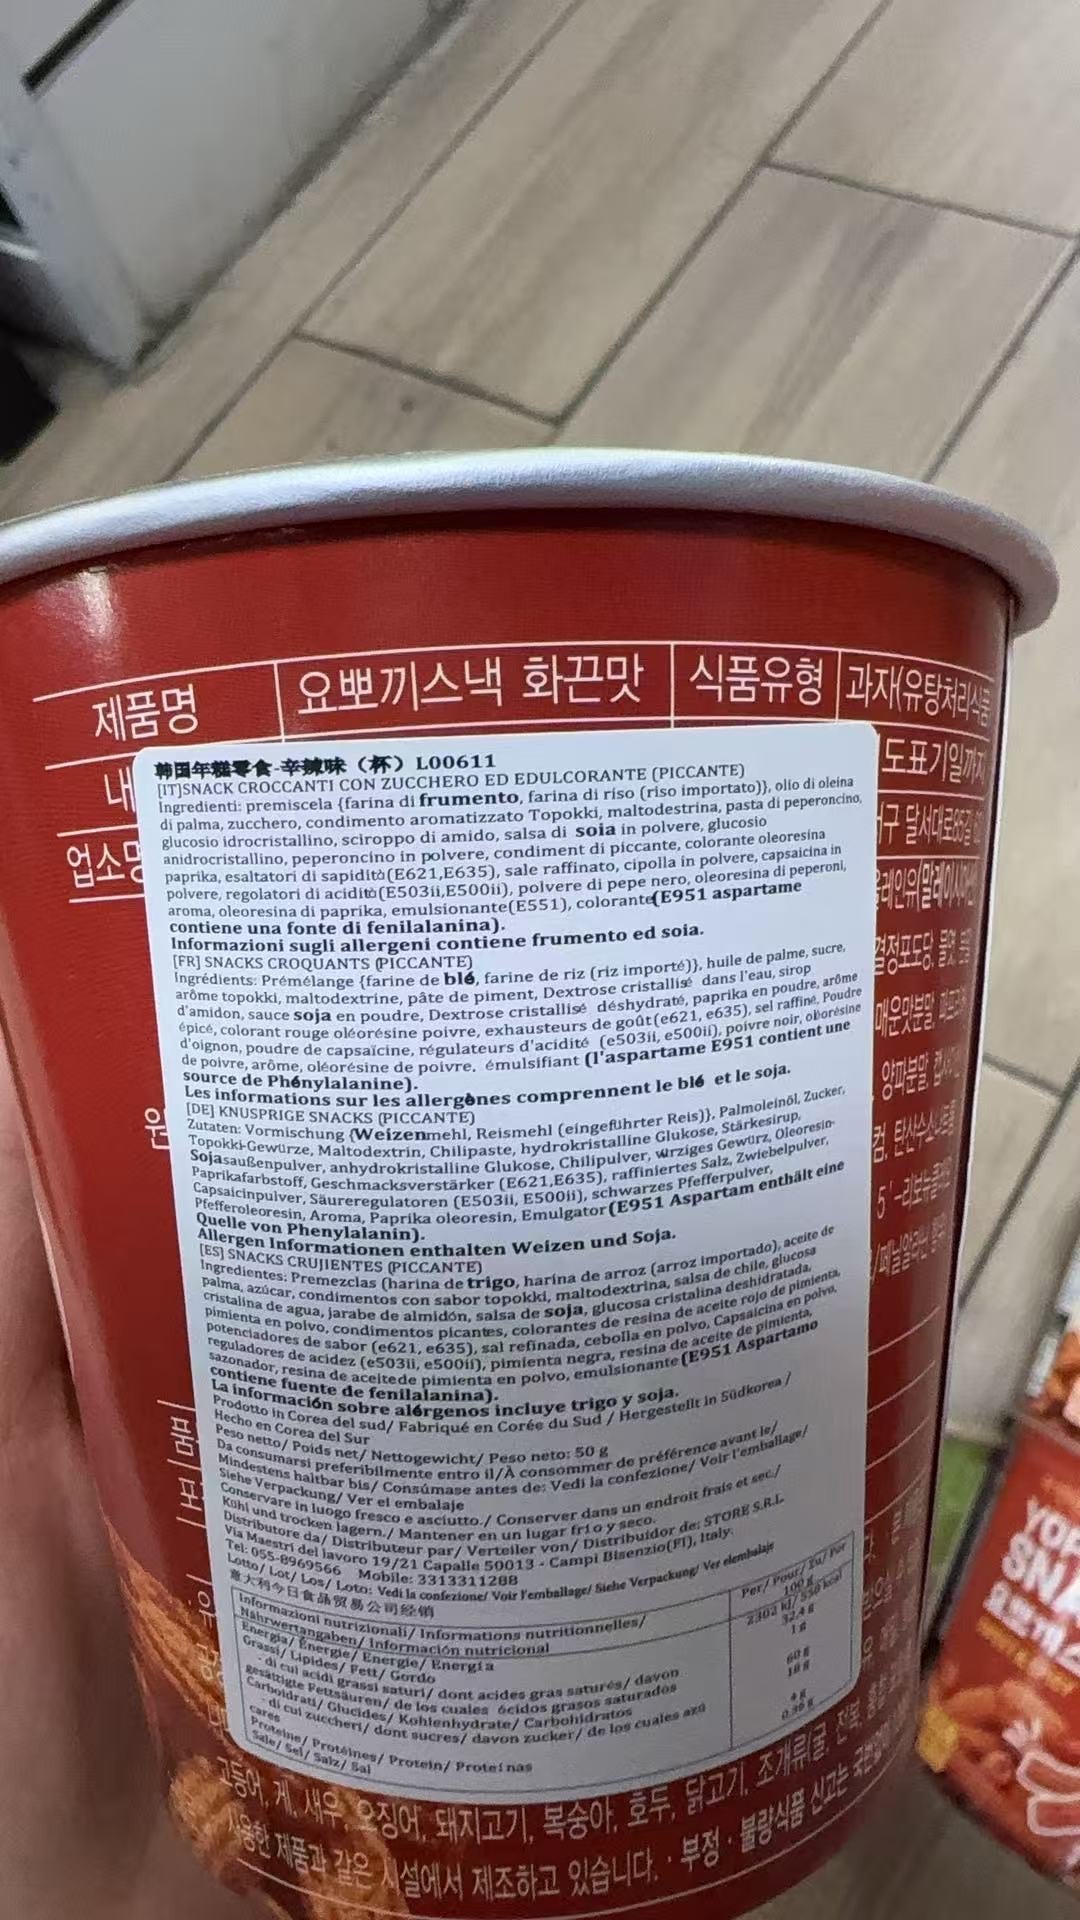 제품명 요뽀끼스낵 화끈맛 식품유형 과자(유탕처리식품
내
도표기일까지
업소명
구 달서대로85길
韩国年糕零食-辛辣味（杯）L00611
[IT]SNACK CROCCANTI CON ZUCCHERO ED EDULCORANTE (PICCANTE)
Ingredienti: premiscela {farina di frumento, farina di riso (riso importato)}, olio di oleina
di palma, zucchero, condimento aromatizzato Topokki, maltodestrina, pasta di peperoncino,
glucosio idrocristallino, sciroppo di amido, salsa di soia in polvere, glucosio
anidrocristallino, peperoncino in polvere, condiment di piccante, colorante oleoresina
paprika, esaltatori di sapidità(E621,E635), sale raffinato, cipolla in polvere, capsaicina in
polvere, regolatori di acidità(E503ii,E500ii), polvere di pepe nero, oleoresina di peperoni,
aroma, oleoresina di paprika, emulsionante(E551), colorante(E951 aspartame
contiene una fonte di fenilalanina).
Informazioni sugli allergeni contiene frumento ed soia.
[FR] SNACKS CROQUANTS (PICCANTE)
Ingrédients: Prémélange {farine de blé, farine de riz (riz importé)}, huile de palme, sucre,
arôme topokki, maltodextrine, pâte de piment, Dextrose cristallisé dans l'eau, sirop
d'amidon, sauce soja en poudre, Dextrose cristallisé déshydraté, paprika en poudre, arôme
épicé, colorant rouge oléorésine poivre, exhausteurs de goût(e621, e635), sel raffiné, Poudre
d'oignon, poudre de capsaïcine, régulateurs d'acidité (e503ii, e500ii), poivre noir, oléorésine
de poivre, arôme, oléorésine de poivre, émulsifiant (l'aspartame E951 contient une
source de Phénylalanine).
Les informations sur les allergènes comprennent le blé et le soja.
[DE] KNUSPRIGE SNACKS (PICCANTE)
Zutaten: Vormischung {Weizenmehl, Reismehl (eingeführter Reis)}, Palmoleinöl, Zucker,
Topokki-Gewürze, Maltodextrin, Chilipaste, hydrokristalline Glukose, Stärkesirup,
Sojasaußenpulver, anhydrokristalline Glukose, Chilipulver, wrziges Gewürz, Oleoresin-
Paprikafarbstoff, Geschmacksverstärker (E621,E635), raffiniertes Salz, Zwiebelpulver,
Capsaicinpulver, Säureregulatoren (E503ii, E500ii), schwarzes Pfefferpulver,
Pfefferoleoresin, Aroma, Paprika oleoresin, Emulgator(E951 Aspartam enthält eine
Quelle von Phenylalanin).
Allergen Informationen enthalten Weizen und Soja.
[ES] SNACKS CRUJIENTES (PICCANTE)
Ingredientes: Premezclas (harina de trigo, harina de arroz (arroz importado), aceite de
palma, azúcar, condimentos con sabor topokki, maltodextrina, salsa de chile, glucosa
cristalina de agua, jarabe de almidón, salsa de soja, glucosa cristalina deshidratada,
pimienta en polvo, condimentos picantes, colorantes de resina de aceite rojo de pimienta,
potenciadores de sabor (e621, e635), sal refinada, cebolla en polvo, Capsaicina en polvo,
reguladores de acidez (e503ii, e500ii), pimienta negra, resina de aceite de pimienta,
sazonador, resina de aceitede pimienta en polvo, emulsionante (E951 Aspartamo
contiene fuente de fenilalanina).
La información sobre alérgenos incluye trigo y soja.
Prodotto in Corea del sud/ Fabriqué en Corée du Sud / Hergestellt in Südkorea /
Hecho en Corea del Sur
Peso netto/ Poids net/ Nettogewicht/ Peso neto: 50 g
Da consumarsi preferibilmente entro il/À consommer de préférence avant le/
Mindestens haltbar bis/ Consúmase antes de: Vedi la confezione/ Voir l'emballage/
Siehe Verpackung/ Ver el embalaje
Conservare in luogo fresco e asciutto./ Conserver dans un endroit frais et sec./
Kühl und trocken lagern./ Mantener en un lugar frío y seco.
Distributore da/ Distributeur par/ Verteiler von/ Distribuidor de: STORE S.R.L.
Via Maestri del lavoro 19/21 Capalle 50013 - Campi Bisenzio(FI), Italy.
Tel: 055-8969566 Mobile: 3313311288
Lotto/ Lot/ Los/ Loto: Vedi la confezione/ Voir l'emballage/ Siehe Verpackung/ Ver elembalaje
意大利今日食品贸易公司经销
Informazioni nutrizionali/ Informations nutritionnelles/ Per/ Pour/ Zu/ Por
Nährwertangaben/ Información nutricional 100 g
Energia/ Énergie/ Energie/ Energía 2302 kJ/ 550 kcal
Grassi/ Lipides/ Fett/ Gordo 32.4 g
- di cui acidi grassi saturi/ dont acides gras saturés/ davon 1 g
gesättigte Fettsäuren/ de los cuales ácidos grasos saturados
Carboidrati/ Glucides/ Kohlenhydrate/ Carbohidratos 60 g
- di cui zuccheri/ dont sucres/ davon zucker/ de los cuales azú
cares
Proteine/ Protéines/ Protein/ Proteínas
Sale/ Sel/ Salz/ Sal
고등어, 게, 새우, 오징어, 돼지고기, 복숭아, 호두, 닭고기, 조개류(굴, 전복,
사용한 제품과 같은 시설에서 제조하고 있습니다. · 부정 · 불량식품 신고는